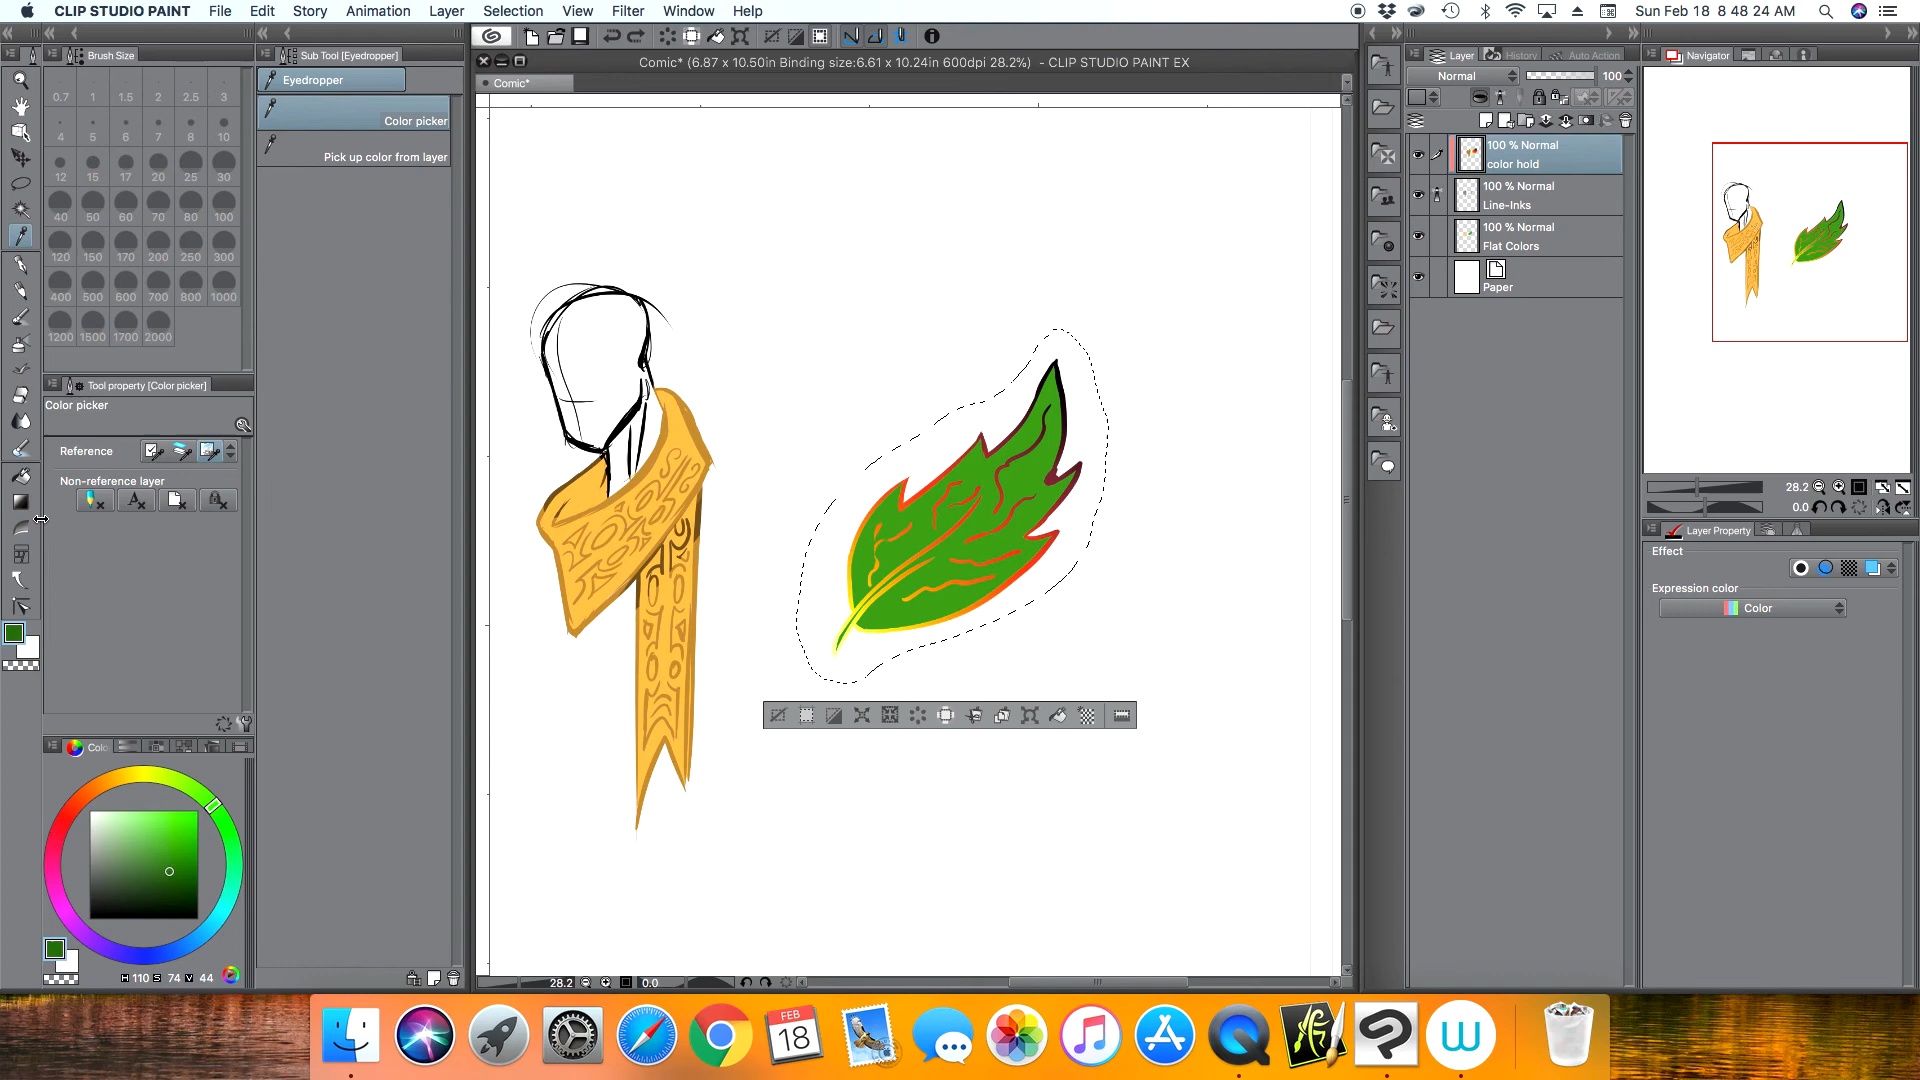 CLIP STUDIO PAINT File Edit Story Animation Layer Selection View Filter Window Help Sun Feb 18 8 48 24 AM
Brush Size
0.7 1 1.5 2 2.5 3
4 5 6 7 8 10
12 15 17 20 25 30
40 50 60 70 80 100
120 150 170 200 250 300
400 500 600 700 800 1000
1200 1500 1700 2000
Tool property [Color picker]
Color picker
Reference
Non-reference layer
Colo
H 110 S 74 V 44
Sub Tool [Eyedropper]
Eyedropper
Color picker
Pick up color from layer
Comic* (6.87 x 10.50in Binding size:6.61 x 10.24in 600dpi 28.2%) - CLIP STUDIO PAINT EX
Comic*
28.2 0.0
Layer History Auto Action
Normal 100
100 % Normal
color hold
100 % Normal
Line-Inks
100 % Normal
Flat Colors
Paper
Navigator
28.2
0.0
Layer Property
Effect
Expression color
Color
FEB
18
W